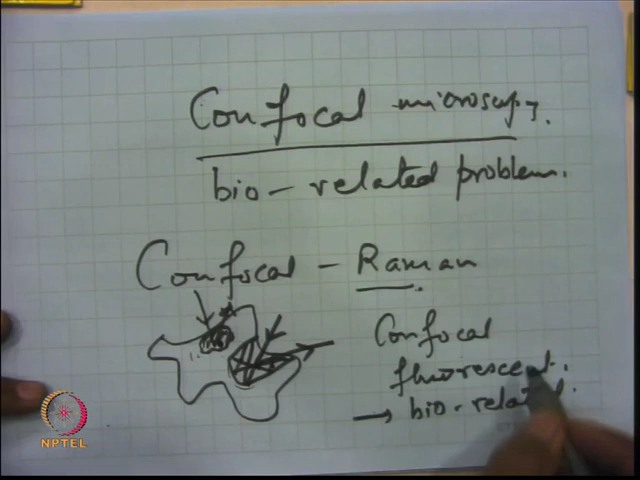 Confocal microscopy.
bio-related problem.
Confocal - Raman
Confocal
fluorescent.
→ bio-related.
NPTEL